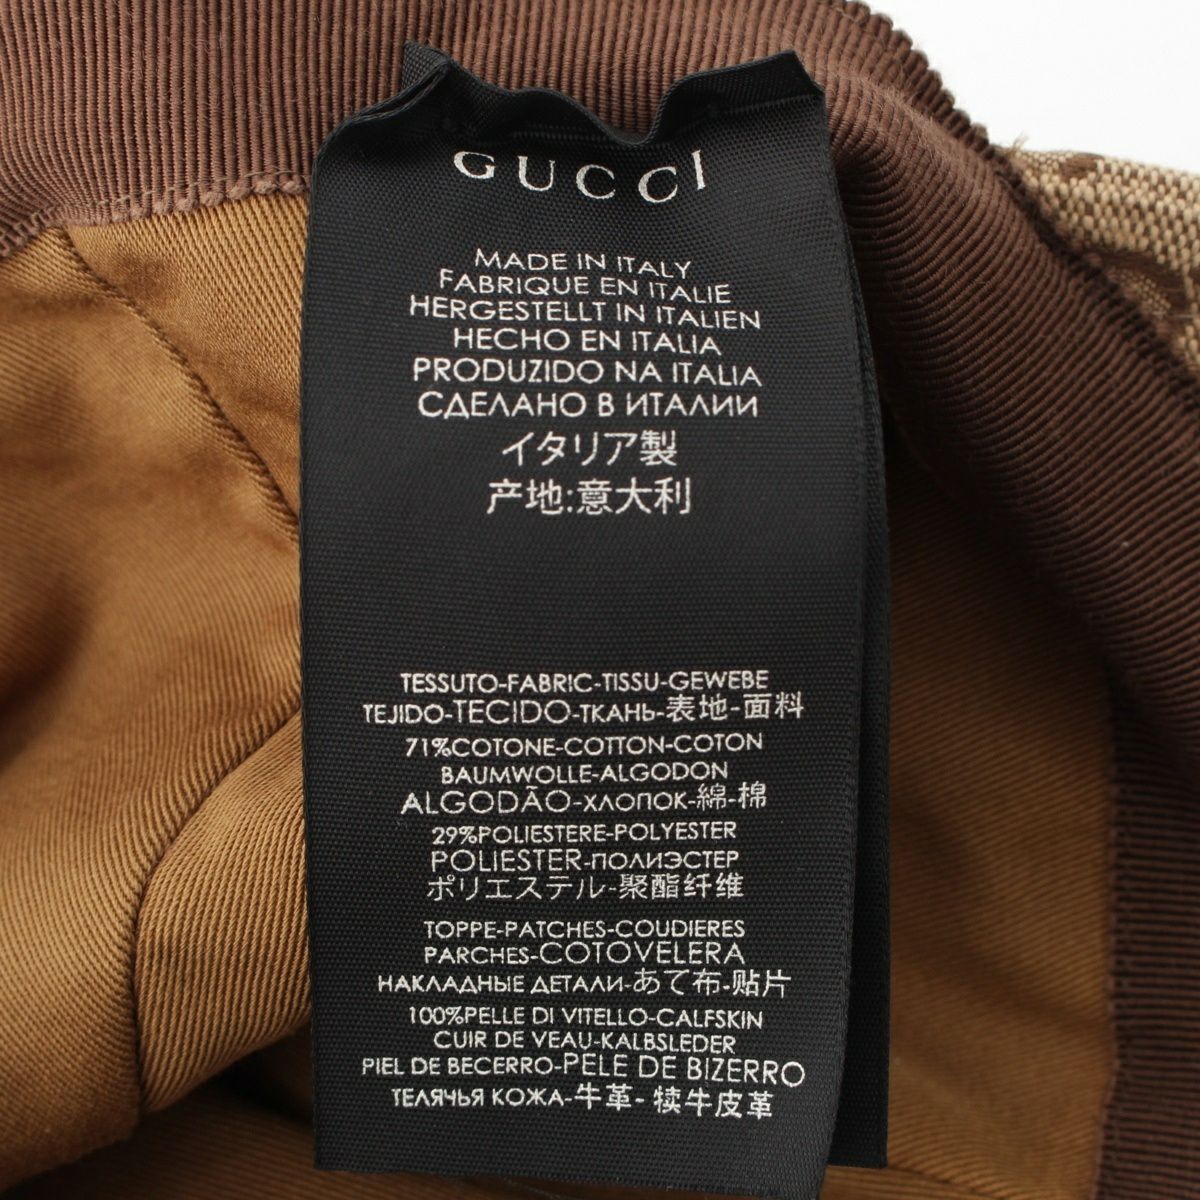 GUCCI
MADE IN ITALY
FABRIQUE EN ITALIE
HERGESTELLT IN ITALIEN
HECHO EN ITALIA
PRODUZIDO NA ITALIA
СДЕЛАНО В ИТАЛИИ
イタリア製
产地:意大利
TESSUTO-FABRIC-TISSU-GEWEBE
TEJIDO-TECIDO-ТКАНЬ-表地-面料
71%COTONE-COTTON-COTON
BAUMWOLLE-ALGODON
ALGODÃO-ХЛОПОК-綿-棉
29%POLIESTERE-POLYESTER
POLIESTER-ПОЛИЭСТЕР
ポリエステル-聚酯纤维
TOPPE-PATCHES-COUDIERES
PARCHES-COTOVELERA
НАКЛАДНЫЕ ДЕТАЛИ-あて布-贴片
100%PELLE DI VITELLO-CALFSKIN
CUIR DE VEAU-KALBSLEDER
PIEL DE BECERRO-PELE DE BIZERRO
ТЕЛЯЧЬЯ КОЖА-牛革- 犊牛皮革